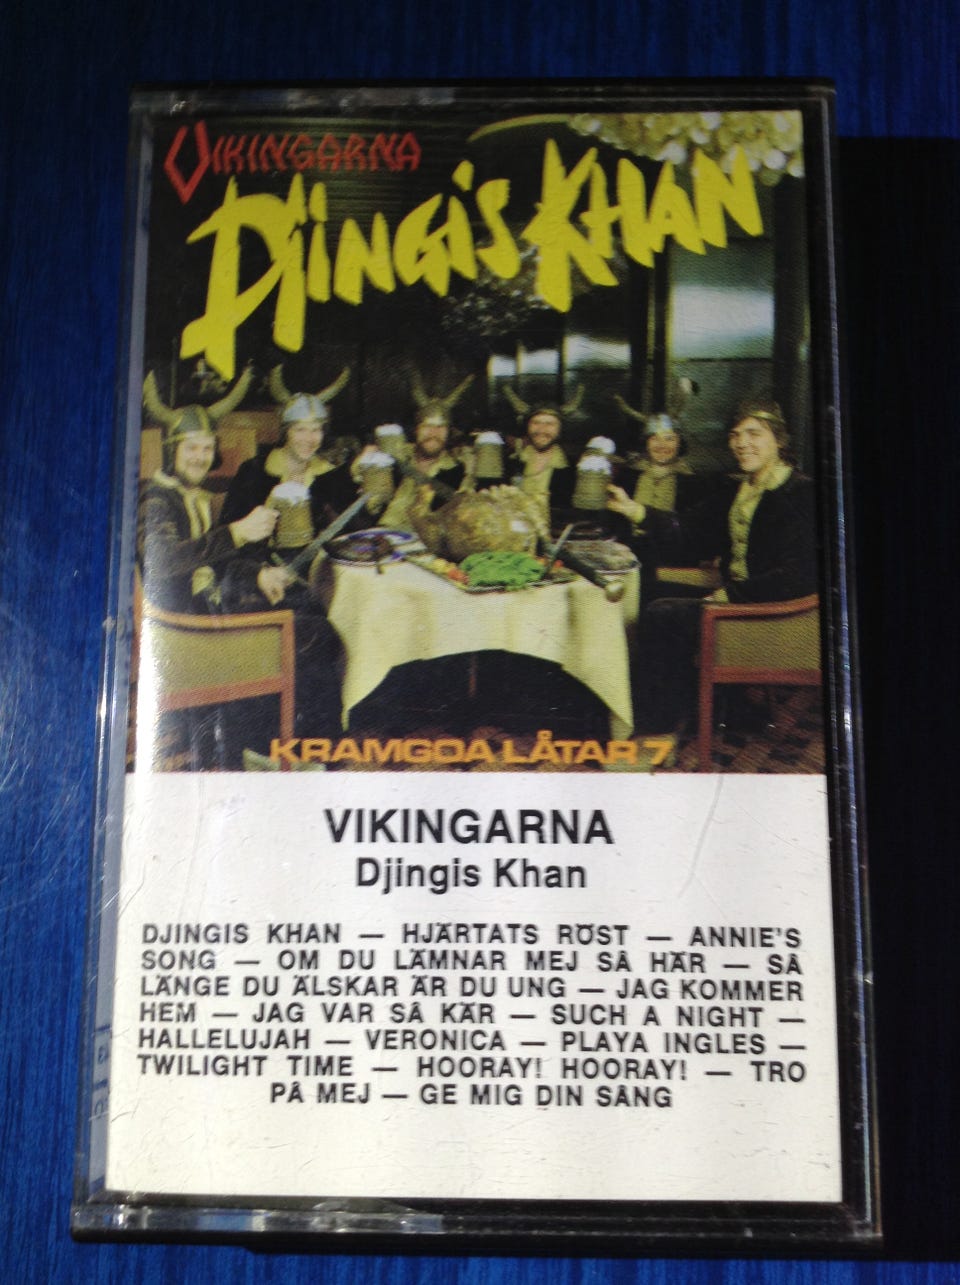 VIKINGARNA
DJINGIS KHAN
KRAMGOA LÅTAR 7
VIKINGARNA
Djingis Khan
DJINGIS KHAN — HJÄRTATS RÖST — ANNIE'S
SONG — OM DU LÄMNAR MEJ SÅ HÄR — SÅ
LÄNGE DU ÄLSKAR ÄR DU UNG — JAG KOMMER
HEM — JAG VAR SÅ KÄR — SUCH A NIGHT —
HALLELUJAH — VERONICA — PLAYA INGLES —
TWILIGHT TIME — HOORAY! HOORAY! — TRO
PÅ MEJ — GE MIG DIN SÅNG